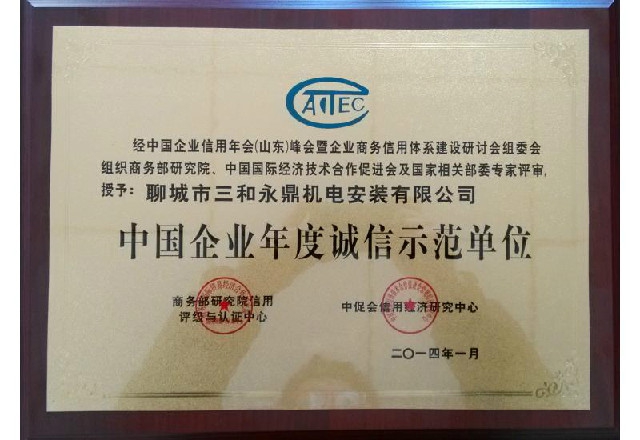 CAITEC
经中国企业信用年会(山东)峰会暨企业商务信用体系建设研讨会组委会
组织商务部研究院、中国国际经济技术合作促进会及国家相关部委专家评审,
授予：聊城市三和永鼎机电安装有限公司
中国企业年度诚信示范单位
商务部研究院信用
评级与认证中心
中促会信用经济研究中心
二〇一四年一月